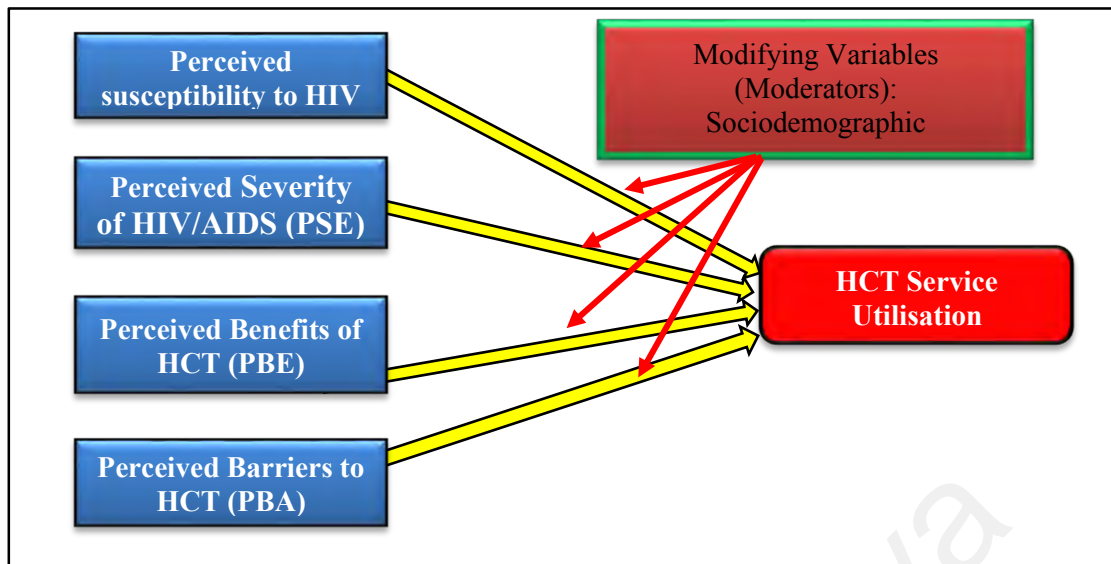 Perceived
susceptibility to HIV
Perceived Severity
of HIV/AIDS (PSE)
Perceived Benefits of
HCT (PBE)
Perceived Barriers to
HCT (PBA)
Modifying Variables
(Moderators):
Sociodemographic
HCT Service
Utilisation